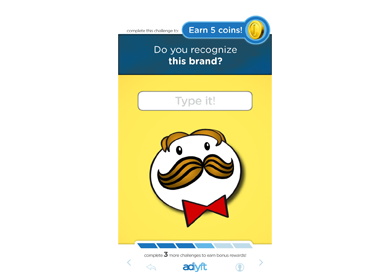 complete this challenge to Earn 5 coins!
Do you recognize
this brand?
Type it!
complete 3 more challenges to earn bonus rewards!
adlyft